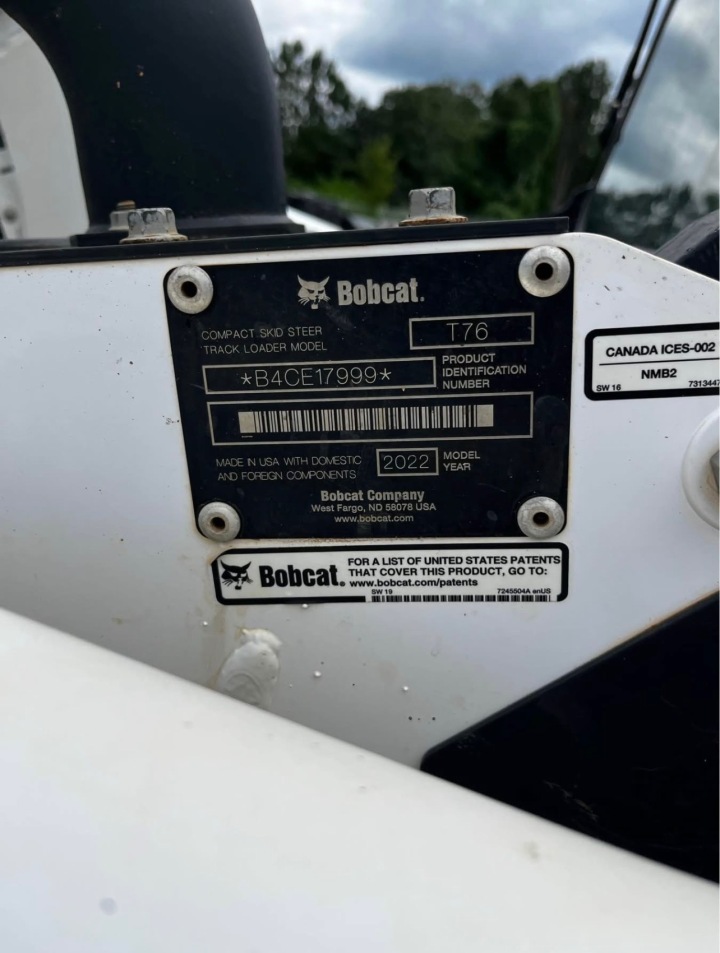 Bobcat.
COMPACT SKID STEER
TRACK LOADER MODEL
T76
*B4CE17999*
PRODUCT
IDENTIFICATION
NUMBER
MADE IN USA WITH DOMESTIC
AND FOREIGN COMPONENTS
2022
MODEL
YEAR
Bobcat Company
West Fargo, ND 58078 USA
www.bobcat.com
CANADA ICES-002
NMB2
SW 16
7313447
Bobcat.
FOR A LIST OF UNITED STATES PATENTS
THAT COVER THIS PRODUCT, GO TO:
www.bobcat.com/patents
SW 19
7245504A enUS